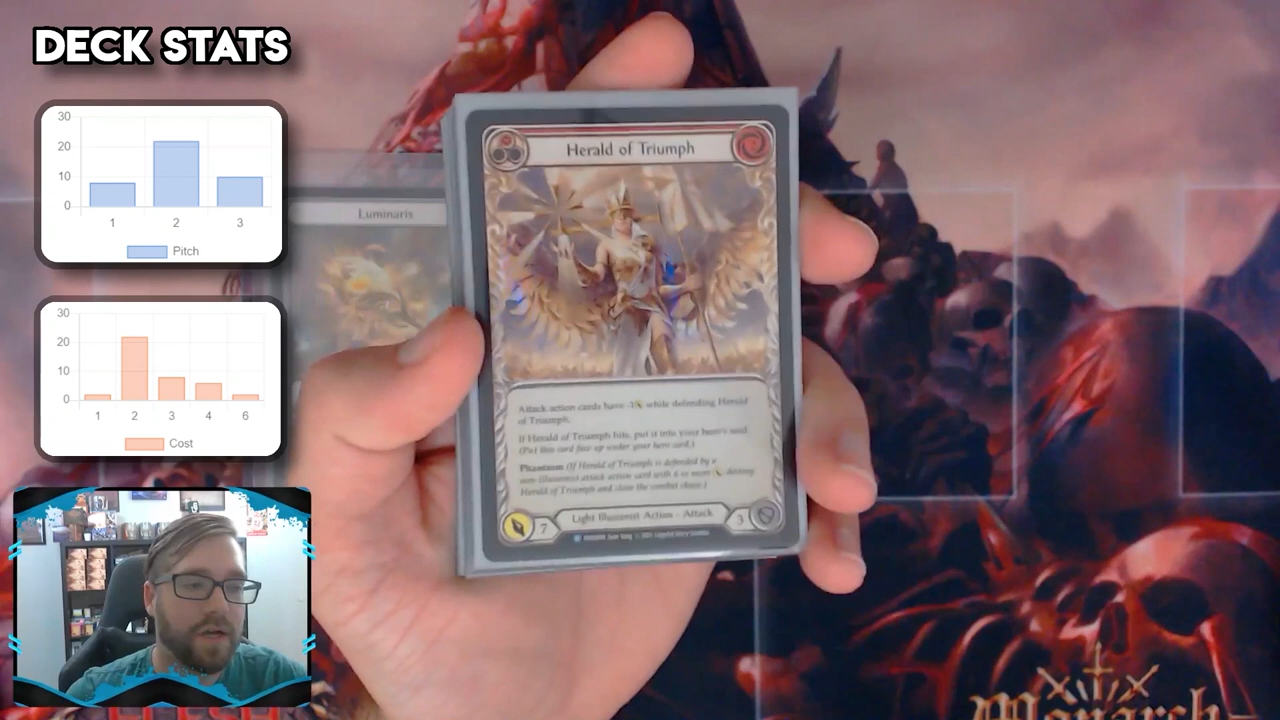 DECK STATS
30
20
10
0
1 2 3
Pitch
30
20
10
0
1 2 3 4 6
Cost
Luminaris
Herald of Triumph
Attack action cards have -1 while defending Herald
of Triumph.
If Herald of Triumph hits, put it into your hero's soul.
(Put this card face up under your hero card.)
Phantasm (If Herald of Triumph is defended by a
non-Illusionist attack action card with 6 or more , destroy
Herald of Triumph and close the combat chain.)
7 Light Illusionist Action - Attack 3
Monarch